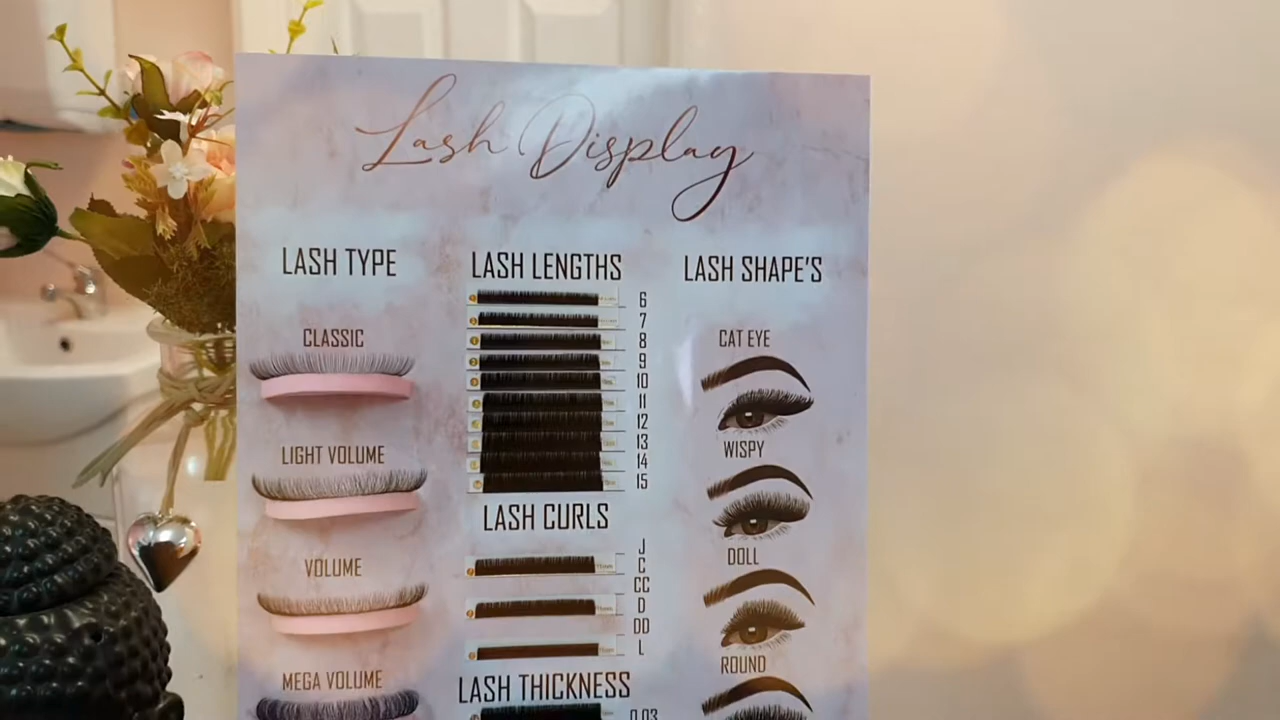 Lash Display
LASH TYPE
CLASSIC
LIGHT VOLUME
VOLUME
MEGA VOLUME
LASH LENGTHS
6
7
8
9
10
11
12
13
14
15
LASH CURLS
J
C
CC
D
DD
L
LASH THICKNESS
0.03
LASH SHAPE'S
CAT EYE
WISPY
DOLL
ROUND